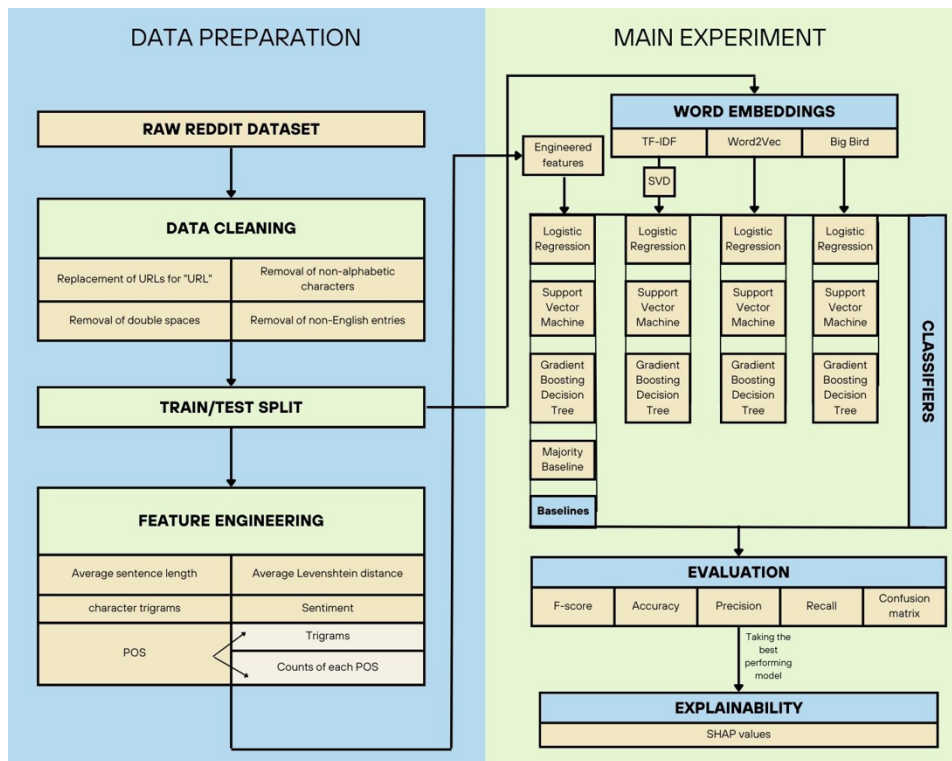 DATA PREPARATION
RAW REDDIT DATASET
DATA CLEANING
Replacement of URLs for "URL"
Removal of non-alphabetic
characters
Removal of double spaces
Removal of non-English entries
TRAIN/TEST SPLIT
FEATURE ENGINEERING
Average sentence length
Average Levenshtein distance
character trigrams
Sentiment
POS
Trigrams
Counts of each POS
MAIN EXPERIMENT
WORD EMBEDDINGS
TF-IDF
Word2Vec
Big Bird
Engineered
features
SVD
Logistic
Regression
Support
Vector
Machine
Gradient
Boosting
Decision
Tree
Majority
Baseline
Baselines
Logistic
Regression
Support
Vector
Machine
Gradient
Boosting
Decision
Tree
Logistic
Regression
Support
Vector
Machine
Gradient
Boosting
Decision
Tree
Logistic
Regression
Support
Vector
Machine
Gradient
Boosting
Decision
Tree
CLASSIFIERS
EVALUATION
F-score
Accuracy
Precision
Recall
Confusion
matrix
Taking the
best
performing
model
EXPLAINABILITY
SHAP values